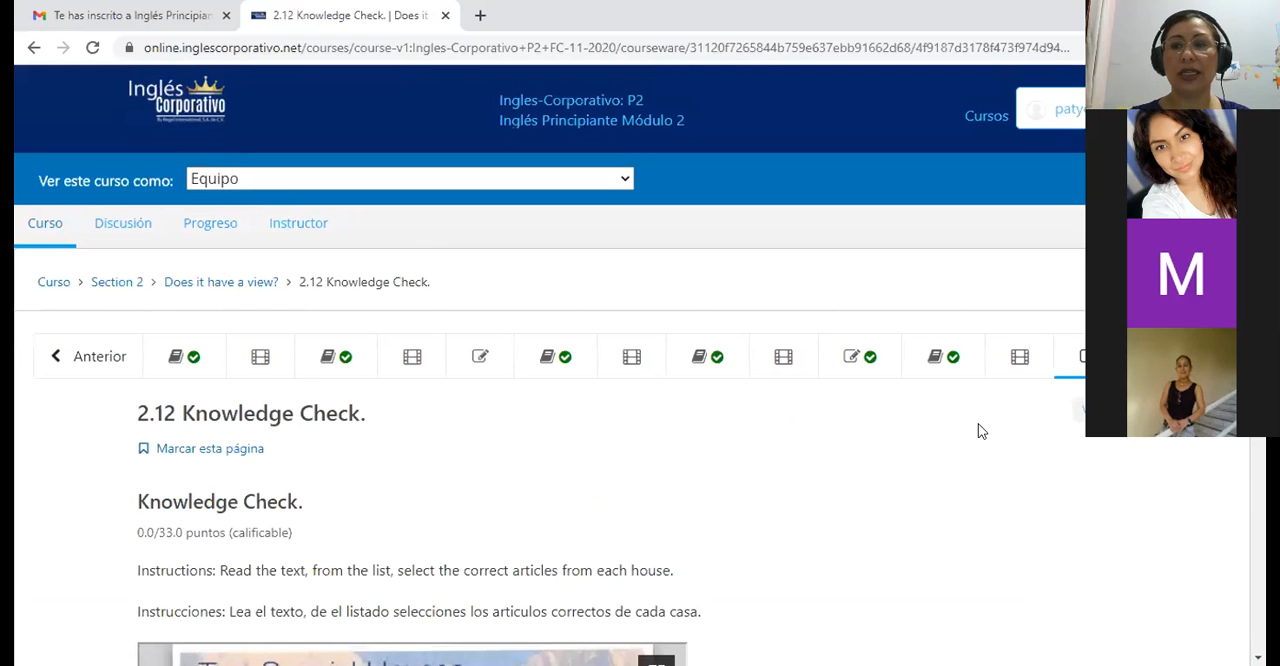 Te has inscrito a Inglés Principian
2.12 Knowledge Check. | Does it
online.inglescorporativo.net/courses/course-v1:Ingles-Corporativo+P2+FC-11-2020/courseware/31120f7265844b759e637ebb91662d68/4f9187d3178f473f974d94...
Inglés
Corporativo
Ingles-Corporativo: P2
Inglés Principiante Módulo 2
Cursos
paty
Ver este curso como:
Equipo
Curso
Discusión
Progreso
Instructor
Curso > Section 2 > Does it have a view? > 2.12 Knowledge Check.
Anterior
2.12 Knowledge Check.
Marcar esta página
Knowledge Check.
0.0/33.0 puntos (calificable)
Instructions: Read the text, from the list, select the correct articles from each house.
Instrucciones: Lea el texto, de el listado selecciones los articulos correctos de cada casa.
M